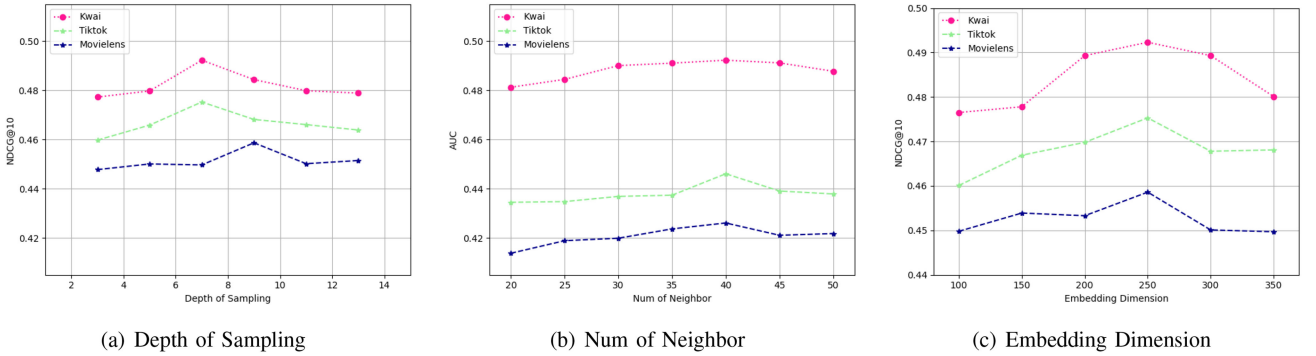 Kwai
Tiktok
Movielens
0.50
0.48
0.46
0.44
0.42
NDCG@10
2 4 6 8 10 12 14
Depth of Sampling
(a) Depth of Sampling
Kwai
Tiktok
Movielens
0.50
0.48
0.46
0.44
0.42
AUC
20 25 30 35 40 45 50
Num of Neighbor
(b) Num of Neighbor
Kwai
Tiktok
Movielens
0.50
0.49
0.48
0.47
0.46
0.45
0.44
NDCG@10
100 150 200 250 300 350
Embedding Dimension
(c) Embedding Dimension